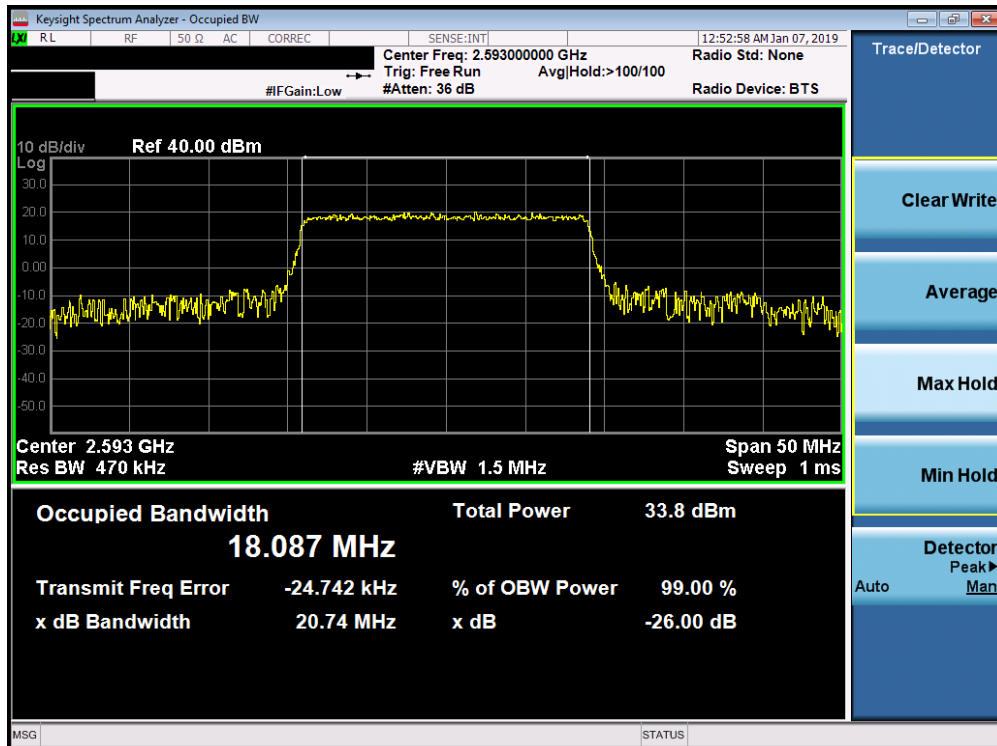 Keysight Spectrum Analyzer - Occupied BW
LXI RL RF 50 Ω AC CORREC SENSE:INT 12:52:58 AM Jan 07, 2019
Center Freq: 2.593000000 GHz Radio Std: None
Trig: Free Run Avg|Hold:>100/100
#IFGain:Low #Atten: 36 dB Radio Device: BTS
10 dB/div Ref 40.00 dBm
Log
30.0
20.0
10.0
0.00
-10.0
-20.0
-30.0
-40.0
-50.0
Center 2.593 GHz Span 50 MHz
Res BW 470 kHz #VBW 1.5 MHz Sweep 1 ms
Occupied Bandwidth Total Power 33.8 dBm
18.087 MHz
Transmit Freq Error -24.742 kHz % of OBW Power 99.00 %
x dB Bandwidth 20.74 MHz x dB -26.00 dB
MSG STATUS
Trace/Detector
Clear Write
Average
Max Hold
Min Hold
Detector
Peak
Auto Man